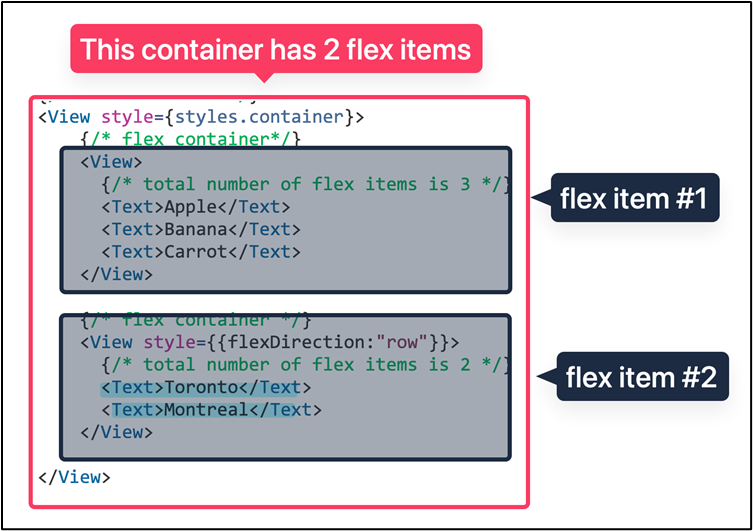 This container has 2 flex items
<View style={styles.container}>
{/* flex container*/}
<View>
{/* total number of flex items is 3 */}
<Text>Apple</Text>
<Text>Banana</Text>
<Text>Carrot</Text>
</View>
flex item #1
{/* flex container */}
<View style={{flexDirection:"row"}}>
{/* total number of flex items is 2 */}
<Text>Toronto</Text>
<Text>Montreal</Text>
</View>
flex item #2
</View>